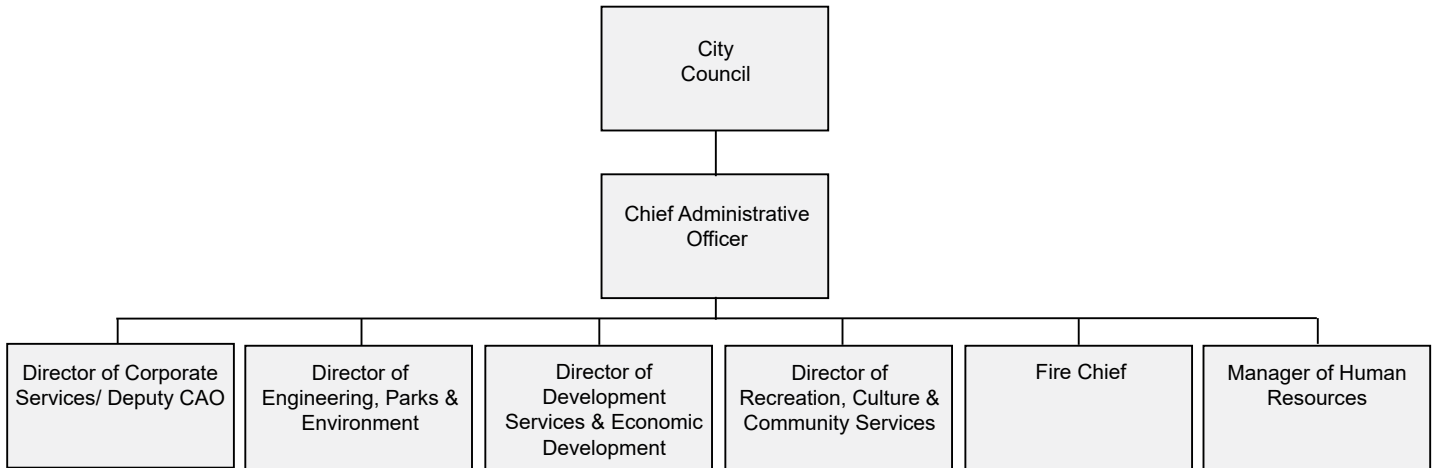 City
Council
Chief Administrative
Officer
Director of Corporate
Services/ Deputy CAO
Director of
Engineering, Parks &
Environment
Director of
Development
Services & Economic
Development
Director of
Recreation, Culture &
Community Services
Fire Chief
Manager of Human
Resources